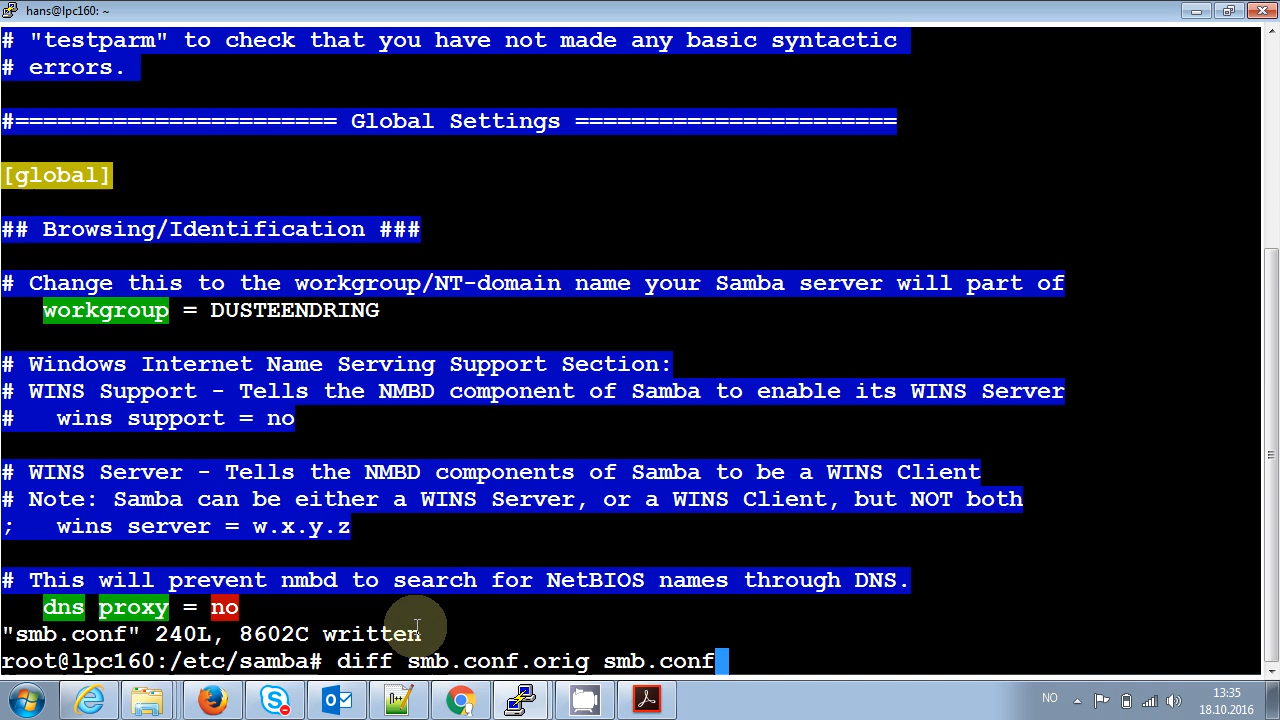 hans@lpc160: ~
# "testparm" to check that you have not made any basic syntactic
# errors.
#======================= Global Settings =======================
[global]
## Browsing/Identification ###
# Change this to the workgroup/NT-domain name your Samba server will part of
workgroup = DUSTEENDRING
# Windows Internet Name Serving Support Section:
# WINS Support - Tells the NMBD component of Samba to enable its WINS Server
#   wins support = no
# WINS Server - Tells the NMBD components of Samba to be a WINS Client
# Note: Samba can be either a WINS Server, or a WINS Client, but NOT both
;   wins server = w.x.y.z
# This will prevent nmbd to search for NetBIOS names through DNS.
dns proxy = no
"smb.conf" 240L, 8602C written
root@lpc160:/etc/samba# diff smb.conf.orig smb.conf
NO
13:35
18.10.2016